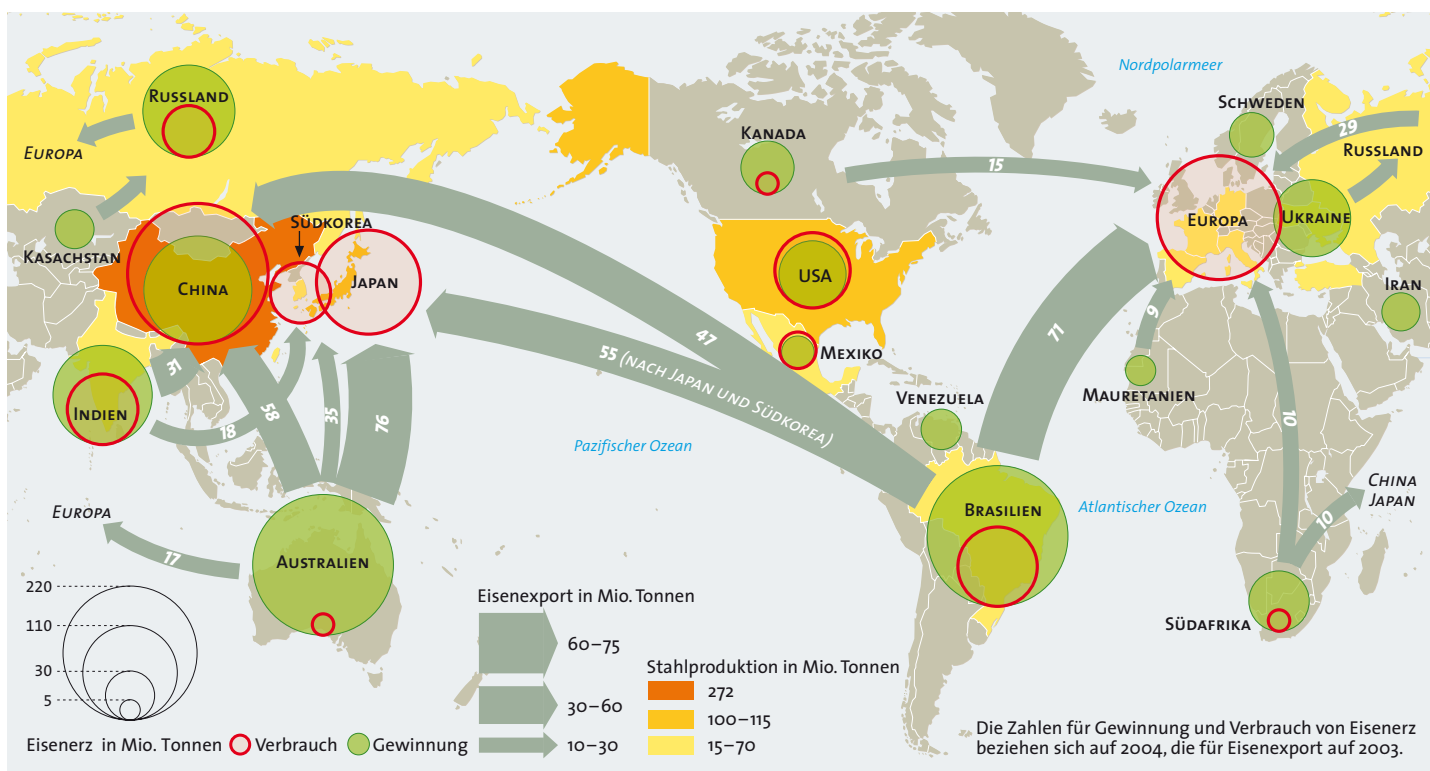 Nordpolarmeer
RUSSLAND
EUROPA
KASACHSTAN
SÜDKOREA
CHINA
JAPAN
INDIEN
31
18
58
35
76
EUROPA
17
AUSTRALIEN
KANADA
15
USA
MEXIKO
47
55 (NACH JAPAN UND SÜDKOREA)
Pazifischer Ozean
VENEZUELA
BRASILIEN
71
Atlantischer Ozean
SCHWEDEN
29
RUSSLAND
EUROPA
UKRAINE
IRAN
9
MAURETANIEN
10
CHINA
JAPAN
10
SÜDAFRIKA
220
110
30
5
Eisenerz in Mio. Tonnen Verbrauch Gewinnung
Eisenexport in Mio. Tonnen
60–75
30–60
10–30
Stahlproduktion in Mio. Tonnen
272
100–115
15–70
Die Zahlen für Gewinnung und Verbrauch von Eisenerz
beziehen sich auf 2004, die für Eisenexport auf 2003.